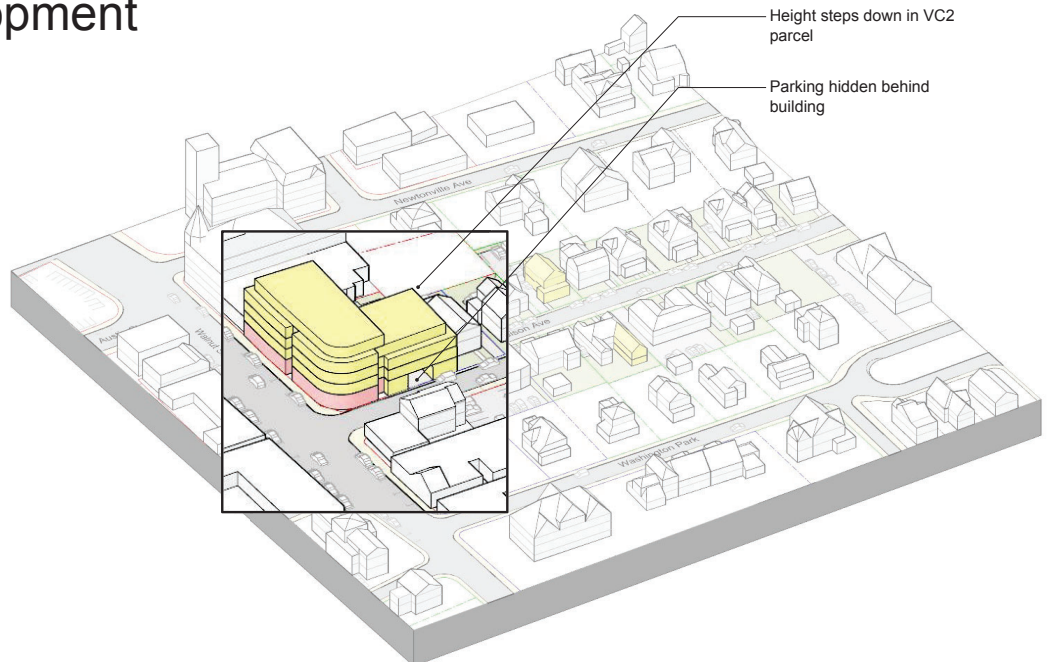 opment
Height steps down in VC2
parcel
Parking hidden behind
building
Newtonville Ave
Washington Park